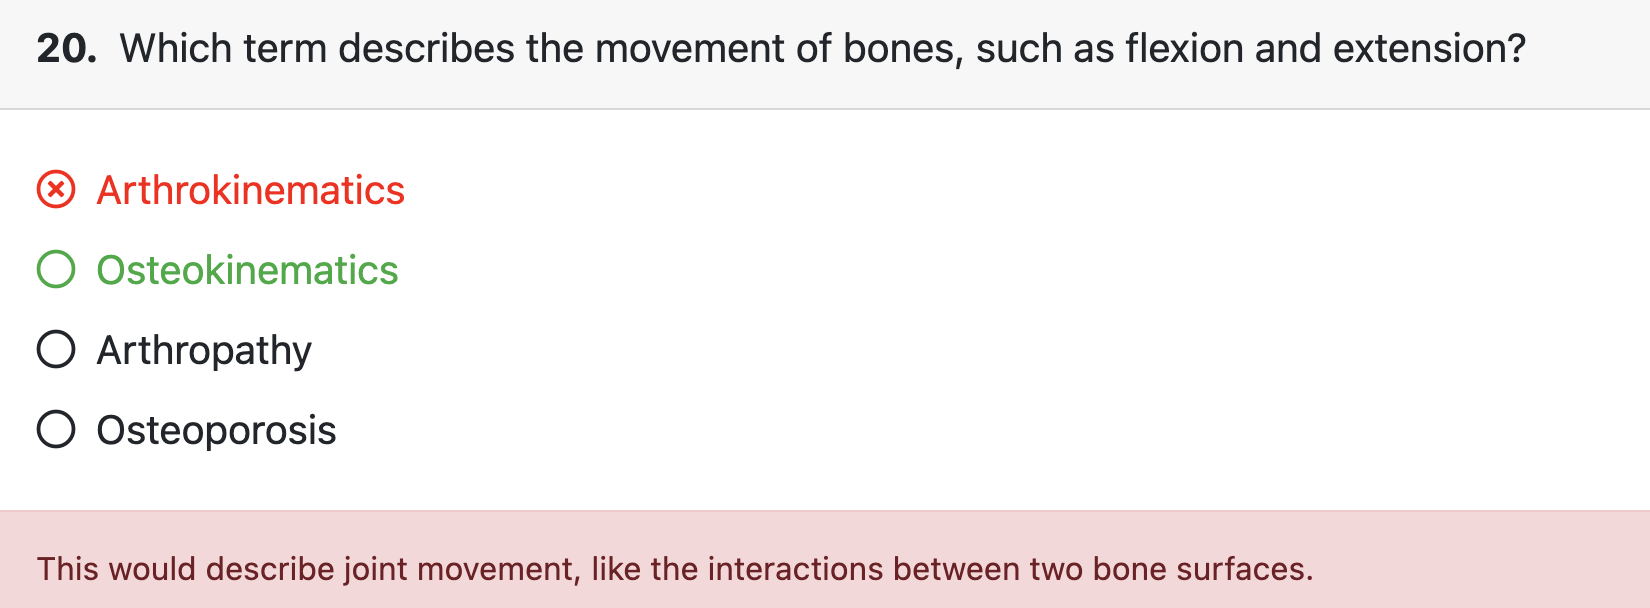 20. Which term describes the movement of bones, such as flexion and extension?
Arthrokinematics
Osteokinematics
Arthropathy
Osteoporosis
This would describe joint movement, like the interactions between two bone surfaces.